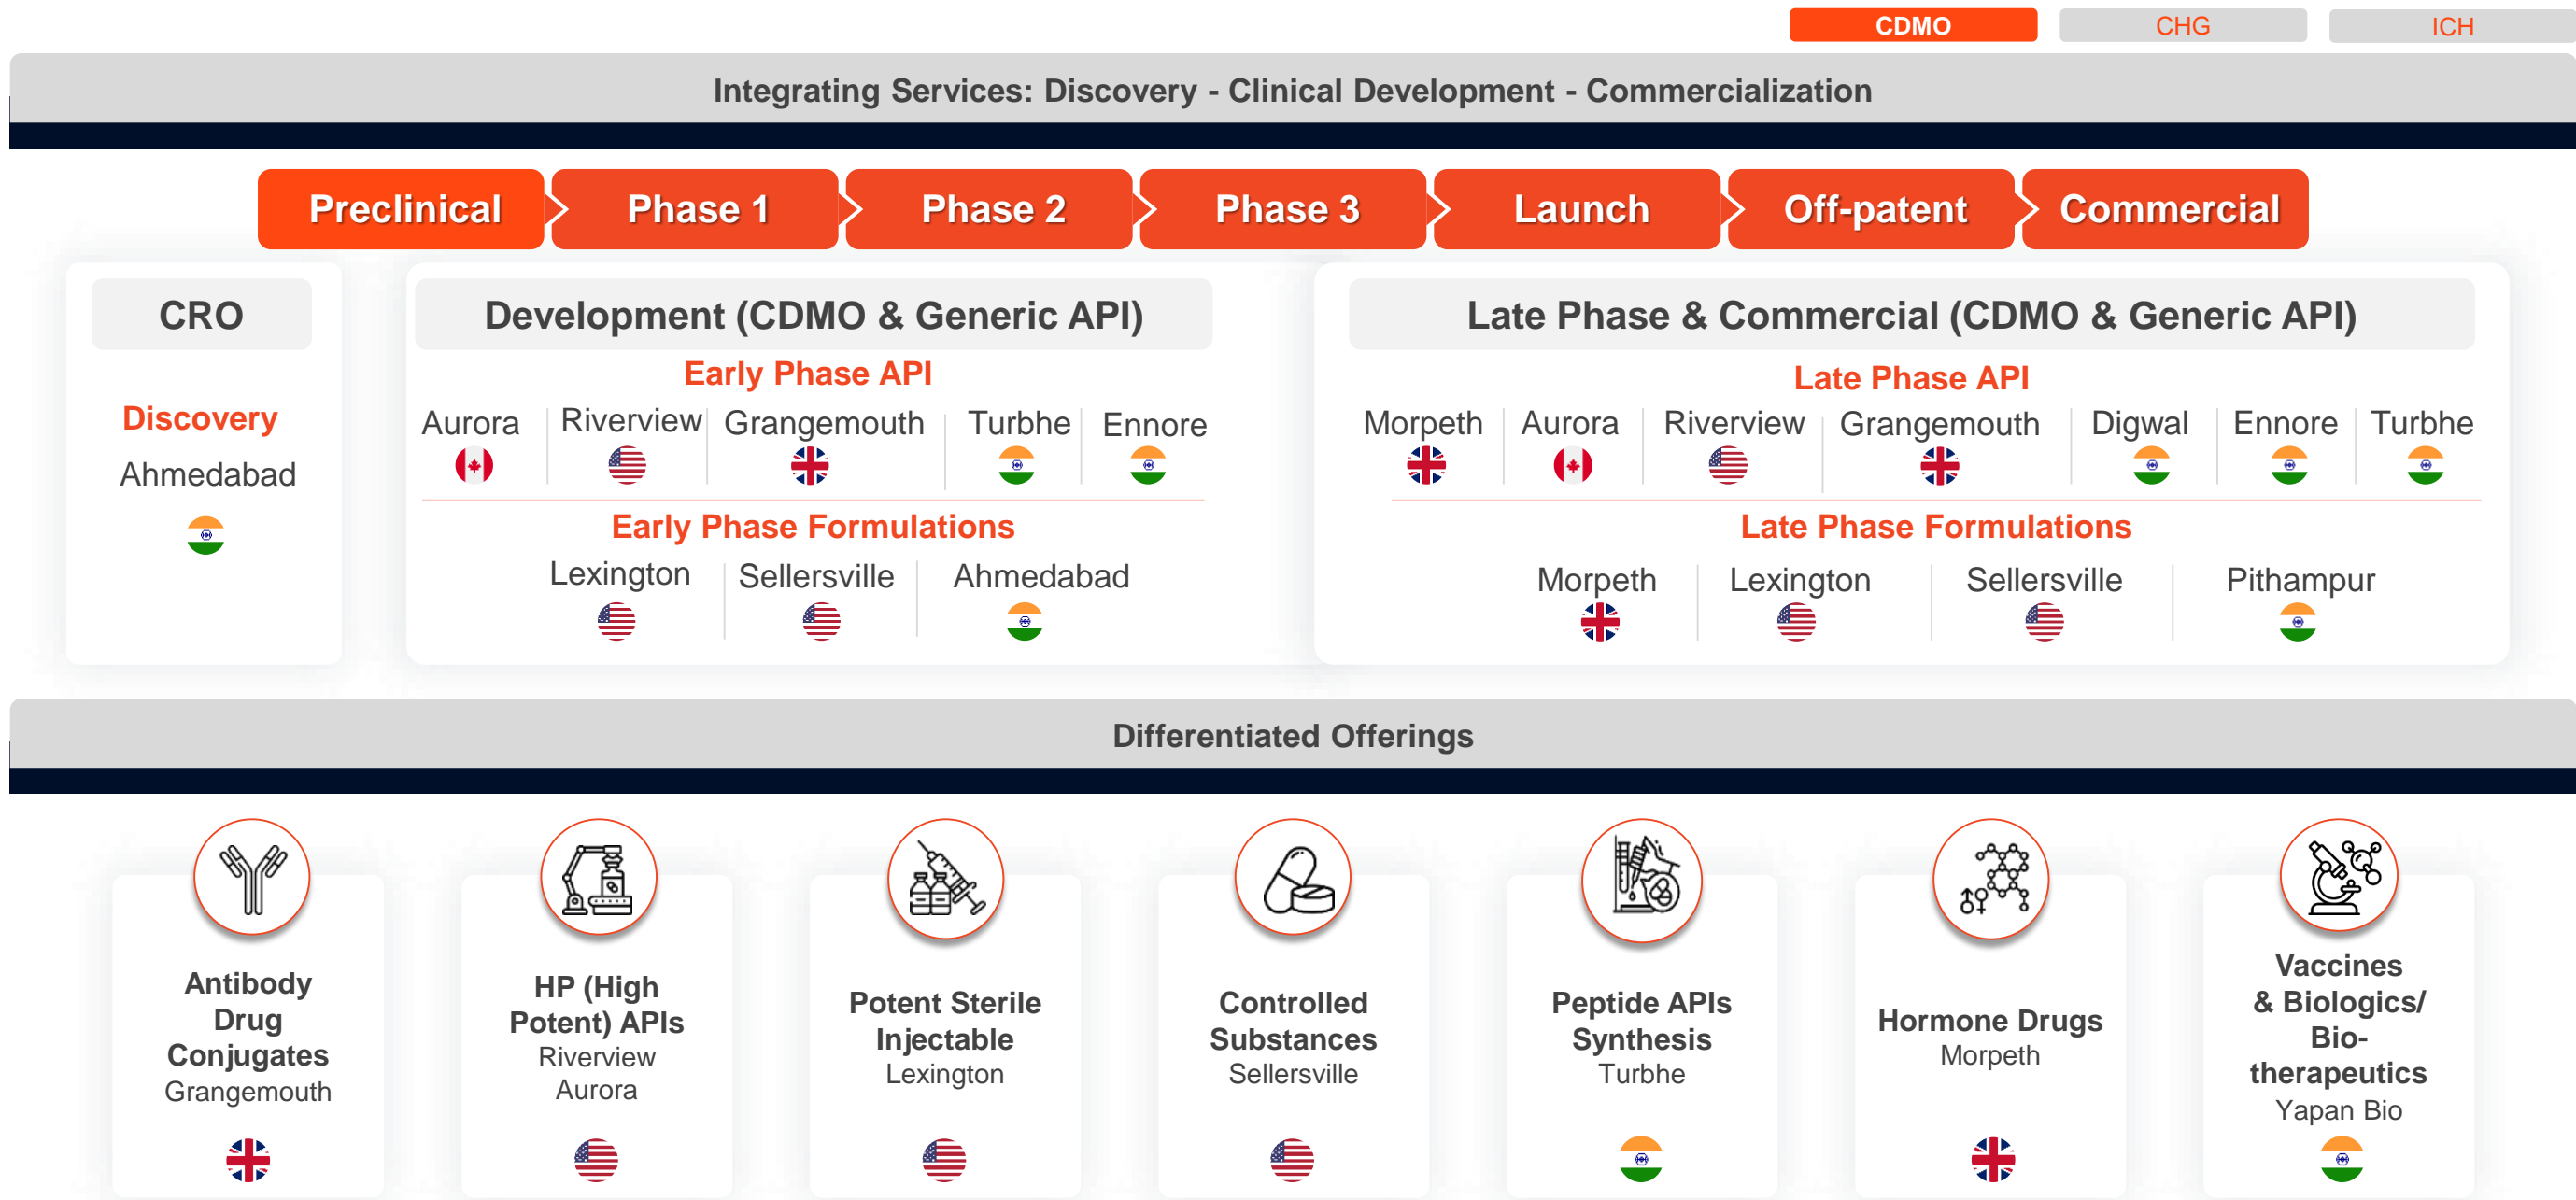 CDMO
CHG
ICH
Integrating Services: Discovery - Clinical Development - Commercialization
Preclinical
Phase 1
Phase 2
Phase 3
Launch
Off-patent
Commercial
CRO
Discovery
Ahmedabad
Development (CDMO & Generic API)
Early Phase API
Aurora
Riverview
Grangemouth
Turbhe
Ennore
Early Phase Formulations
Lexington
Sellersville
Ahmedabad
Late Phase & Commercial (CDMO & Generic API)
Late Phase API
Morpeth
Aurora
Riverview
Grangemouth
Digwal
Ennore
Turbhe
Late Phase Formulations
Morpeth
Lexington
Sellersville
Pithampur
Differentiated Offerings
Antibody
Drug
Conjugates
Grangemouth
HP (High
Potent) APIs
Riverview
Aurora
Potent Sterile
Injectable
Lexington
Controlled
Substances
Sellersville
Peptide APIs
Synthesis
Turbhe
Hormone Drugs
Morpeth
Vaccines
& Biologics/
Bio-
therapeutics
Yapan Bio